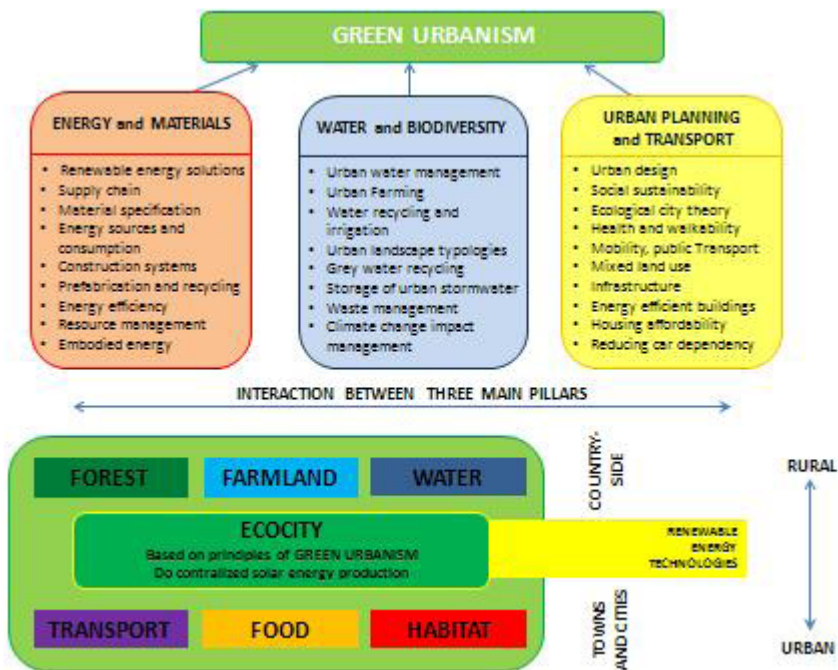 GREEN URBANISM
ENERGY and MATERIALS
• Renewable energy solutions
• Supply chain
• Material specification
• Energy sources and
consumption
• Construction systems
• Prefabrication and recycling
• Energy efficiency
• Resource management
• Embodied energy
WATER and BIODIVERSITY
• Urban water management
• Urban Farming
• Water recycling and
irrigation
• Urban landscape typologies
• Grey water recycling
• Storage of urban stormwater
• Waste management
• Climate change impact
management
URBAN PLANNING
and TRANSPORT
• Urban design
• Social sustainability
• Ecological city theory
• Health and walkability
• Mobility, public Transport
• Mixed land use
• Infrastructure
• Energy efficient buildings
• Housing affordability
• Reducing car dependency
INTERACTION BETWEEN THREE MAIN PILLARS
FOREST
FARMLAND
WATER
COUNTRY-
SIDE
RURAL
ECOCITY
Based on principles of GREEN URBANISM
Do contralized solar energy production
RENEWABLE
ENERGY
TECHNOLOGIES
TRANSPORT
FOOD
HABITAT
TOWNS
AND CITIES
URBAN